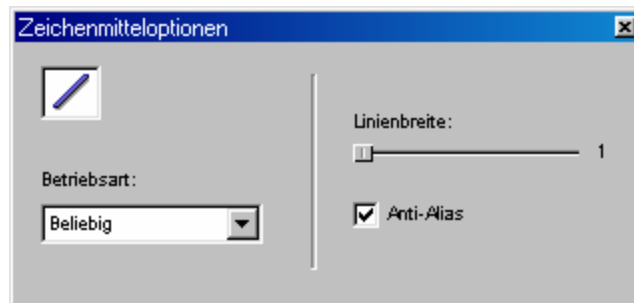 Zeichenmitteloptionen
Betriebsart:
Beliebig
Linienbreite:
1
Anti-Alias